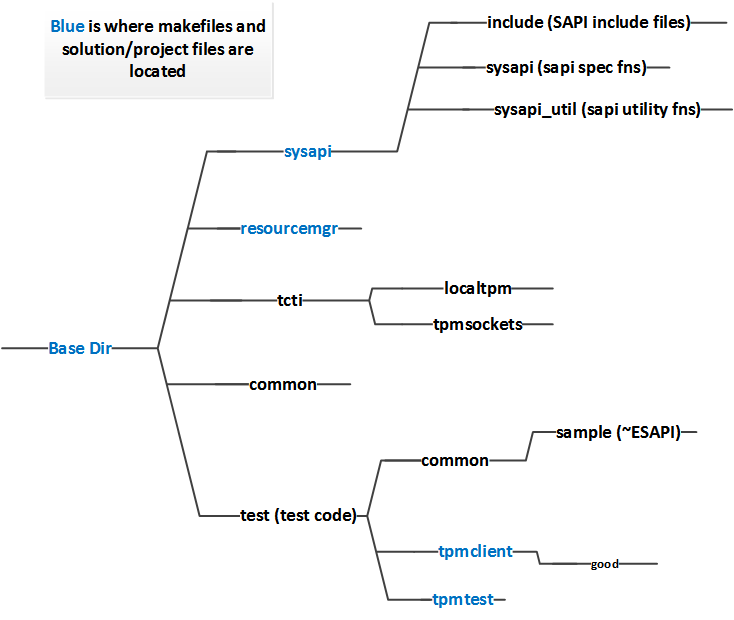 Blue is where makefiles and
solution/project files are
located
include (SAPI include files)
sysapi (sapi spec fns)
sysapi_util (sapi utility fns)
sysapi
resourcemgr
tcti
localtpm
tpmsockets
Base Dir
common
sample (~ESAPI)
common
test (test code)
tpmclient
good
tpmtest